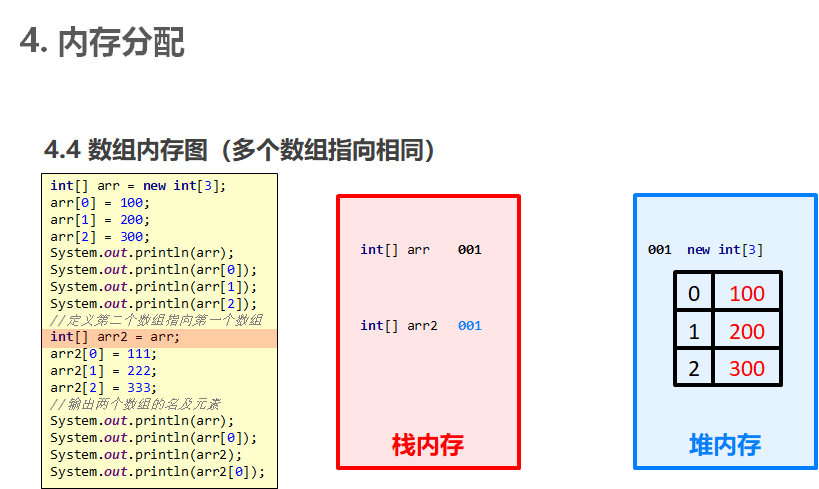 4. 内存分配
4.4 数组内存图（多个数组指向相同）
int[] arr = new int[3];
arr[0] = 100;
arr[1] = 200;
arr[2] = 300;
System.out.println(arr);
System.out.println(arr[0]);
System.out.println(arr[1]);
System.out.println(arr[2]);
//定义第二个数组指向第一个数组
int[] arr2 = arr;
arr2[0] = 111;
arr2[1] = 222;
arr2[2] = 333;
//输出两个数组的名及元素
System.out.println(arr);
System.out.println(arr[0]);
System.out.println(arr2);
System.out.println(arr2[0]);
int[] arr 001
int[] arr2 001
栈内存
001 new int[3]
0 100
1 200
2 300
堆内存